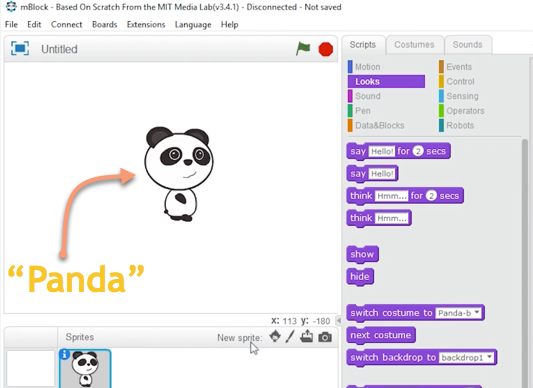 mBlock - Based On Scratch From the MIT Media Lab(v3.4.1) - Disconnected - Not saved
File Edit Connect Boards Extensions Language Help
Untitled
Scripts Costumes Sounds
Motion Events
Looks Control
Sound Sensing
Pen Operators
Data&Blocks Robots
say Hello! for 2 secs
say Hello!
think Hmm... for 2 secs
think Hmm...
show
hide
switch costume to Panda-b
next costume
switch backdrop to backdrop1
“Panda”
x: 113 y: -180
Sprites New sprite: